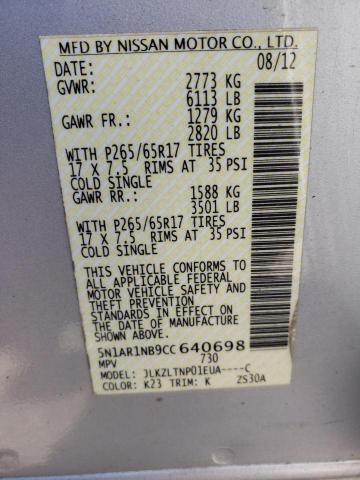 MFD BY NISSAN MOTOR CO., LTD.
DATE: 08/12
GVWR: 2773 KG
6113 LB
GAWR FR.: 1279 KG
2820 LB
WITH P265/65R17 TIRES
17 X 7.5 RIMS AT 35 PSI
COLD SINGLE
GAWR RR.: 1588 KG
3501 LB
WITH P265/65R17 TIRES
17 X 7.5 RIMS AT 35 PSI
COLD SINGLE
THIS VEHICLE CONFORMS TO
ALL APPLICABLE FEDERAL
MOTOR VEHICLE SAFETY AND
THEFT PREVENTION
STANDARDS IN EFFECT ON
THE DATE OF MANUFACTURE
SHOWN ABOVE.
5N1AR1NB9CC640698
MPV 730
MODEL: JLKZLTNP01EUA----C
COLOR: K23 TRIM: K ZS30A